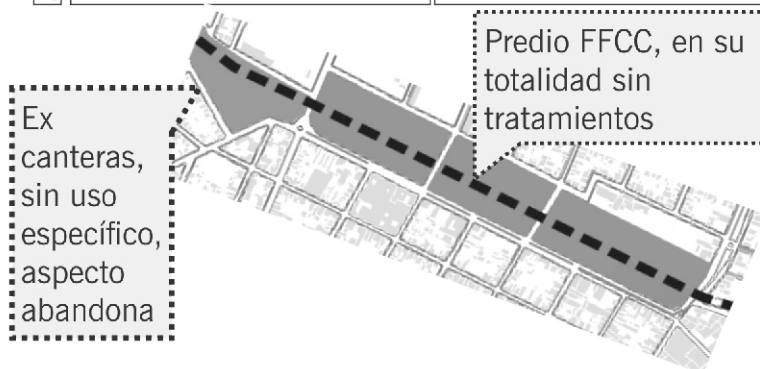 Predio FFCC, en su
totalidad sin
tratamientos
Ex
canteras,
sin uso
específico,
aspecto
abandona